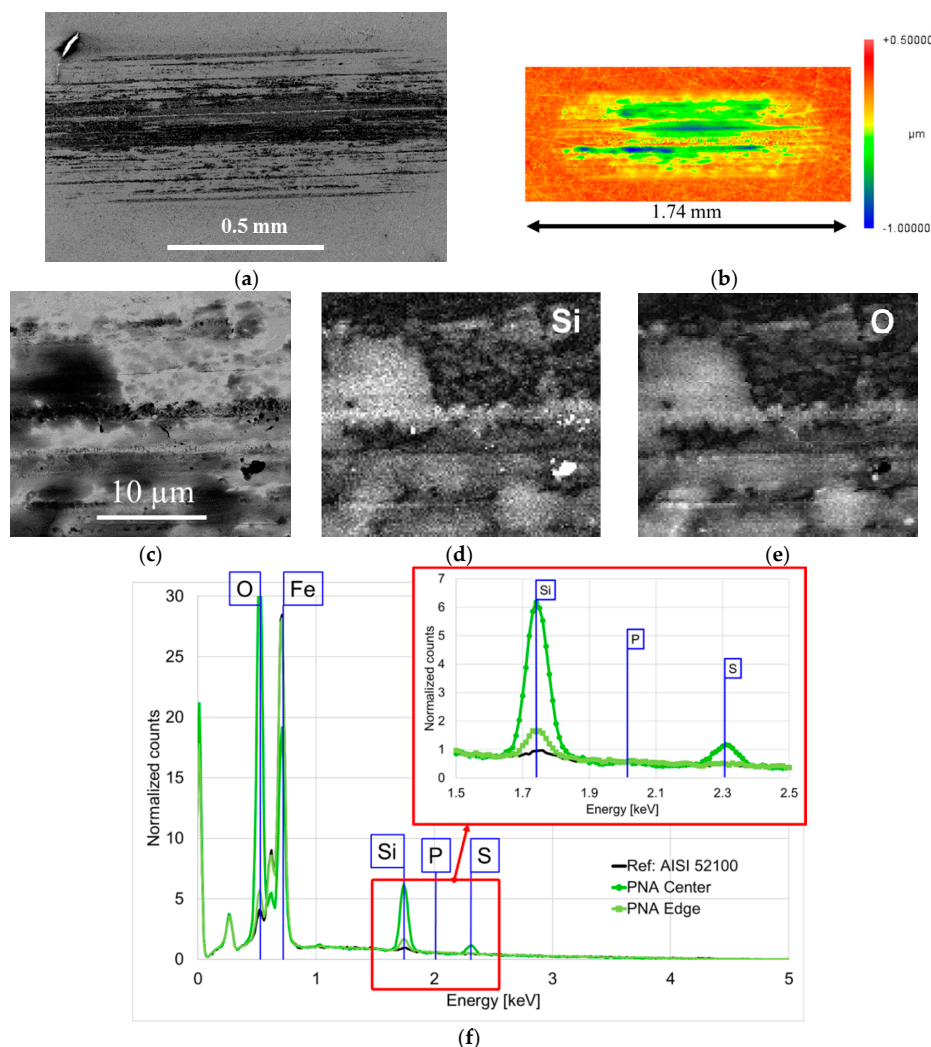 +0.50000
µm
-1.00000
0.5 mm
1.74 mm
(a)
(b)
Si
O
10 µm
(c)
(d)
(e)
O
Fe
Si
P
S
Normalized counts
30
25
20
15
10
5
0
0
1
2
3
4
5
Energy [keV]
Si
P
S
Normalized counts
7
6
5
4
3
2
1
0
1.5
1.7
1.9
2.1
2.3
2.5
Energy [keV]
Ref: AISI 52100
PNA Center
PNA Edge
(f)